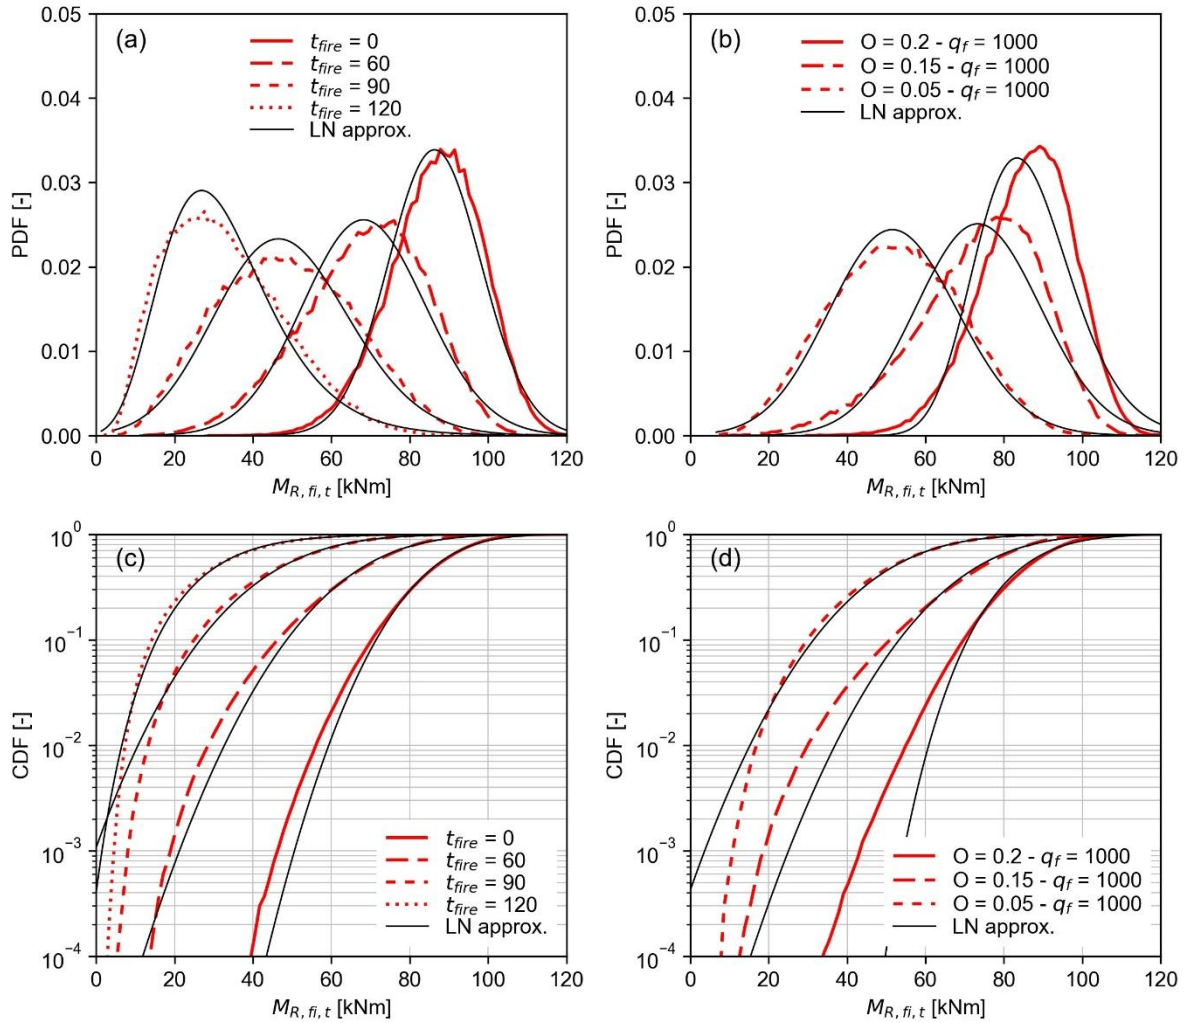 (a)
t_fire = 0
t_fire = 60
t_fire = 90
t_fire = 120
LN approx.
PDF [-]
0.05
0.04
0.03
0.02
0.01
0.00
0 20 40 60 80 100 120
M_R, fi, t [kNm]
(b)
O = 0.2 - q_f = 1000
O = 0.15 - q_f = 1000
O = 0.05 - q_f = 1000
LN approx.
PDF [-]
0.05
0.04
0.03
0.02
0.01
0.00
0 20 40 60 80 100 120
M_R, fi, t [kNm]
(c)
CDF [-]
10^0
10^-1
10^-2
10^-3
10^-4
t_fire = 0
t_fire = 60
t_fire = 90
t_fire = 120
LN approx.
0 20 40 60 80 100 120
M_R, fi, t [kNm]
(d)
CDF [-]
10^0
10^-1
10^-2
10^-3
10^-4
O = 0.2 - q_f = 1000
O = 0.15 - q_f = 1000
O = 0.05 - q_f = 1000
LN approx.
0 20 40 60 80 100 120
M_R, fi, t [kNm]